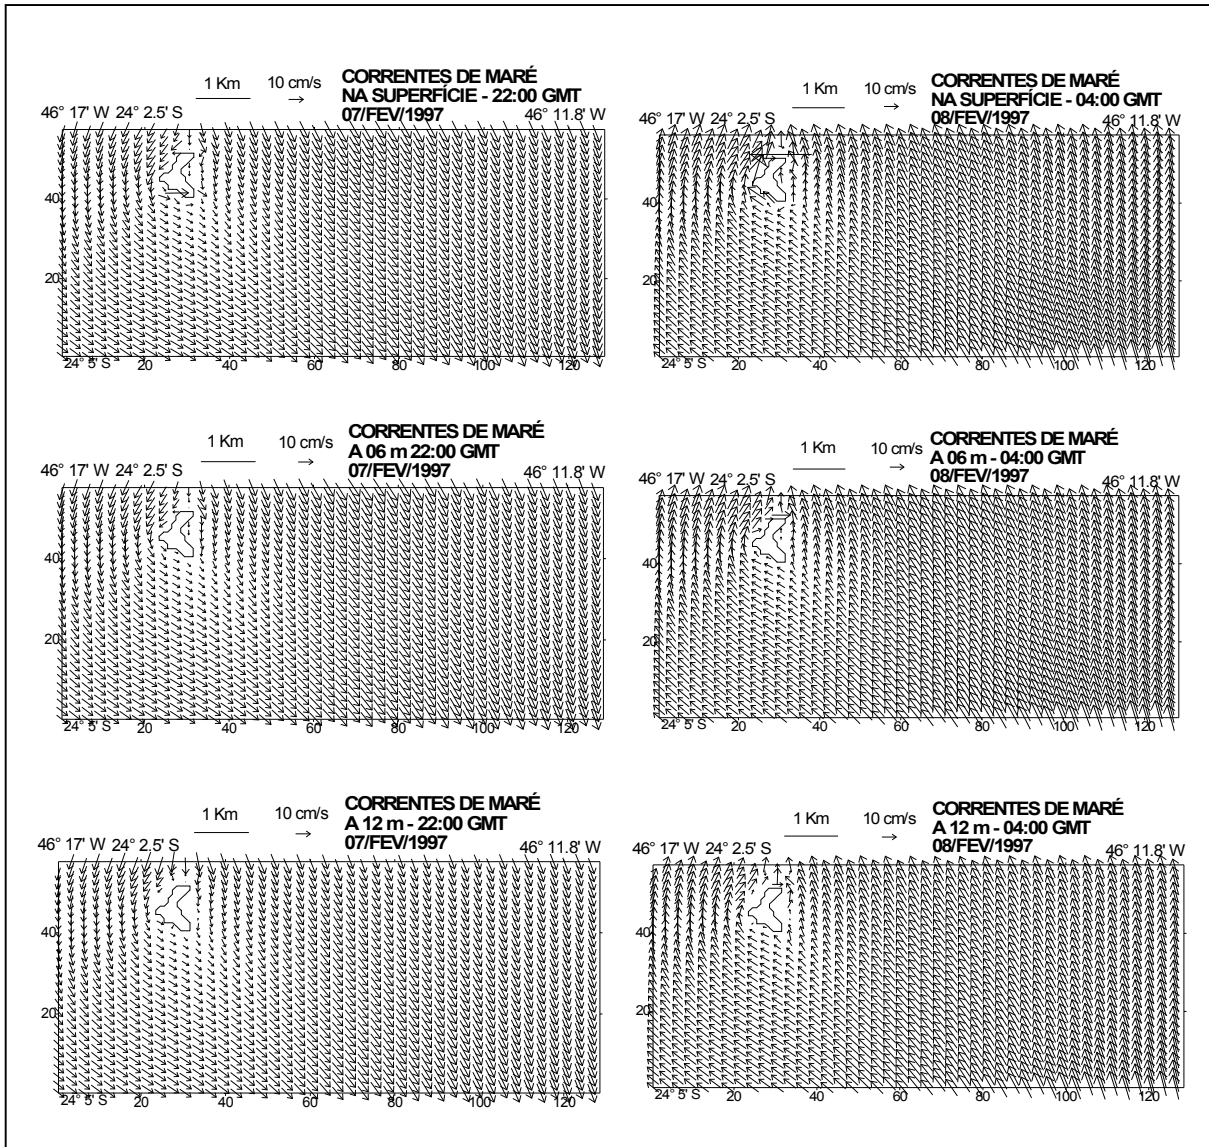 1 Km 10 cm/s CORRENTES DE MARÉ
NA SUPERFÍCIE - 22:00 GMT
07/FEV/1997
46° 17' W 24° 2.5' S 46° 11.8' W
40
20
24° 5' S 20 40 60 80 100 120
1 Km 10 cm/s CORRENTES DE MARÉ
NA SUPERFÍCIE - 04:00 GMT
08/FEV/1997
46° 17' W 24° 2.5' S 46° 11.8' W
40
20
24° 5' S 20 40 60 80 100 120
1 Km 10 cm/s CORRENTES DE MARÉ
A 06 m 22:00 GMT
07/FEV/1997
46° 17' W 24° 2.5' S 46° 11.8' W
40
20
24° 5' S 20 40 60 80 100 120
1 Km 10 cm/s CORRENTES DE MARÉ
A 06 m - 04:00 GMT
08/FEV/1997
46° 17' W 24° 2.5' S 46° 11.8' W
40
20
24° 5' S 20 40 60 80 100 120
1 Km 10 cm/s CORRENTES DE MARÉ
A 12 m - 22:00 GMT
07/FEV/1997
46° 17' W 24° 2.5' S 46° 11.8' W
40
20
24° 5' S 20 40 60 80 100 120
1 Km 10 cm/s CORRENTES DE MARÉ
A 12 m - 04:00 GMT
08/FEV/1997
46° 17' W 24° 2.5' S 46° 11.8' W
40
20
24° 5' S 20 40 60 80 100 120